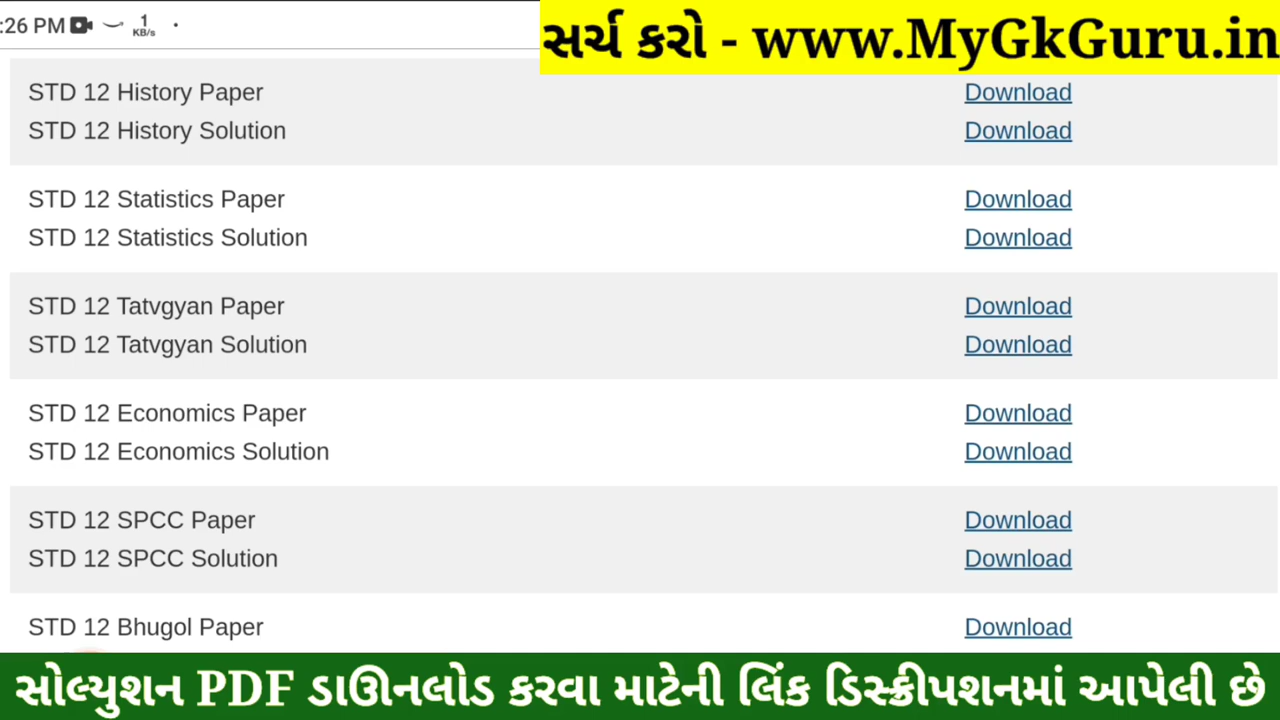 :26 PM 1 KB/s
સર્ચ કરો - www.MyGkGuru.in
STD 12 History Paper Download
STD 12 History Solution Download
STD 12 Statistics Paper Download
STD 12 Statistics Solution Download
STD 12 Tatvgyan Paper Download
STD 12 Tatvgyan Solution Download
STD 12 Economics Paper Download
STD 12 Economics Solution Download
STD 12 SPCC Paper Download
STD 12 SPCC Solution Download
STD 12 Bhugol Paper Download
સોલ્યુશન PDF ડાઊનલોડ કરવા માટેની લિંક ડિસ્ક્રીપશનમાં આપેલી છે